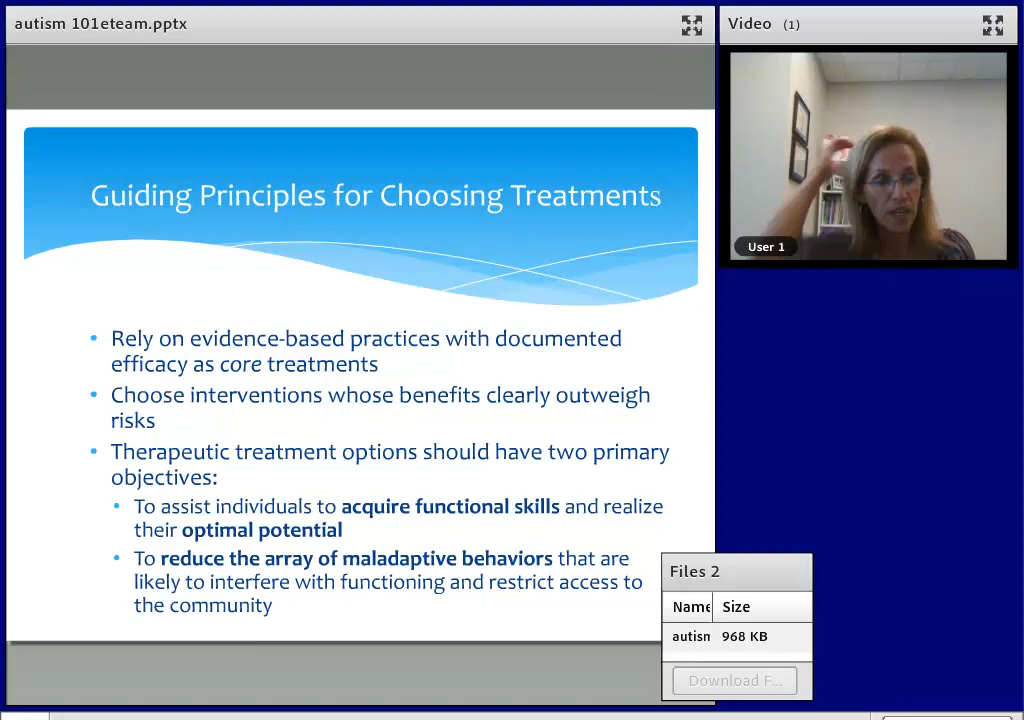 autism 101eteam.pptx
Video (1)
User 1
Guiding Principles for Choosing Treatments
• Rely on evidence-based practices with documented
efficacy as core treatments
• Choose interventions whose benefits clearly outweigh
risks
• Therapeutic treatment options should have two primary
objectives:
• To assist individuals to acquire functional skills and realize
their optimal potential
• To reduce the array of maladaptive behaviors that are
likely to interfere with functioning and restrict access to
the community
Files 2
Name Size
autism 968 KB
Download F...